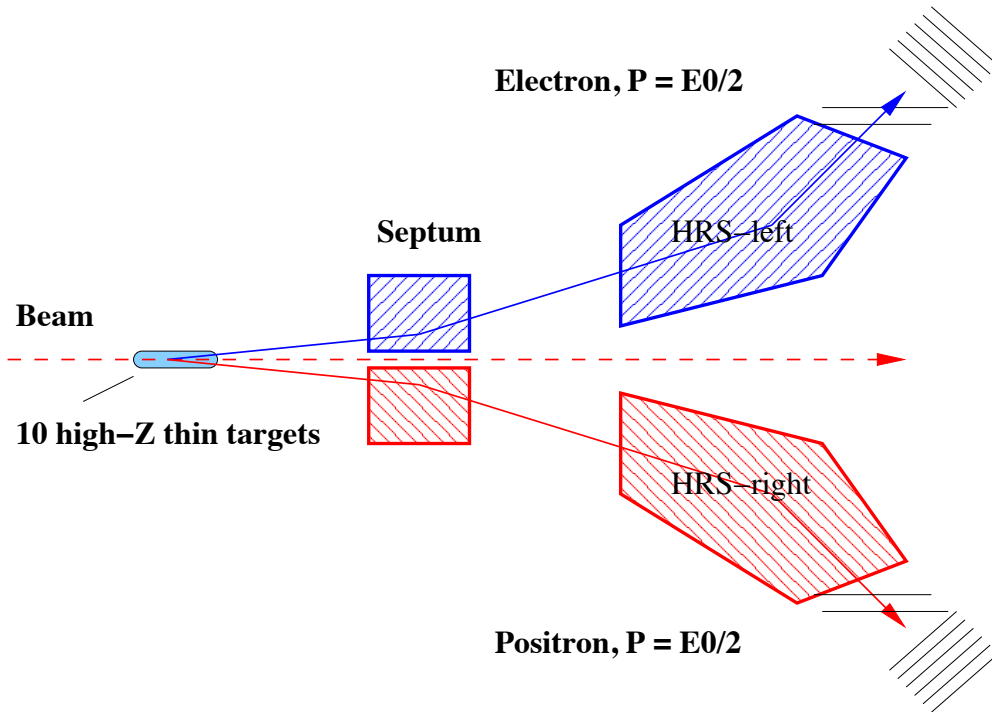 Electron, P = E0/2
HRS−left
Septum
Beam
10 high−Z thin targets
HRS−right
Positron, P = E0/2